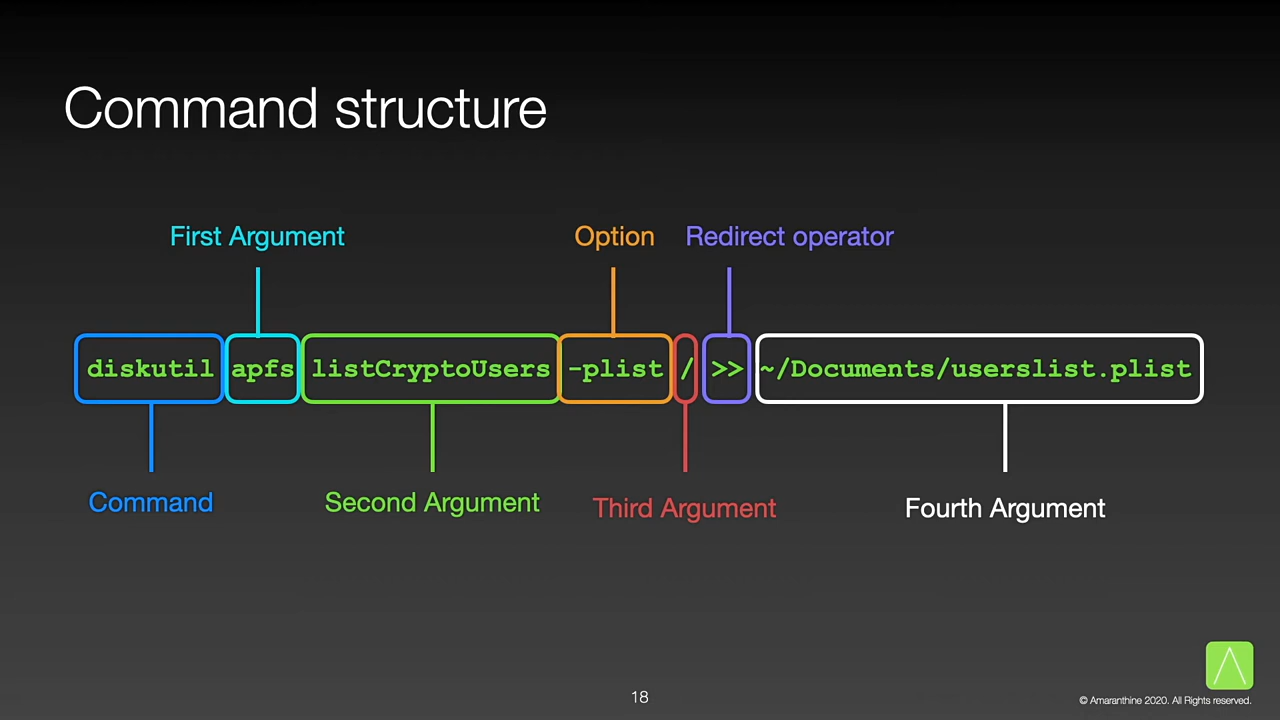 Command structure
First Argument
Option
Redirect operator
diskutil apfs listCryptoUsers -plist / >> ~/Documents/userslist.plist
Command
Second Argument
Third Argument
Fourth Argument
18
© Amaranthine 2020. All Rights reserved.